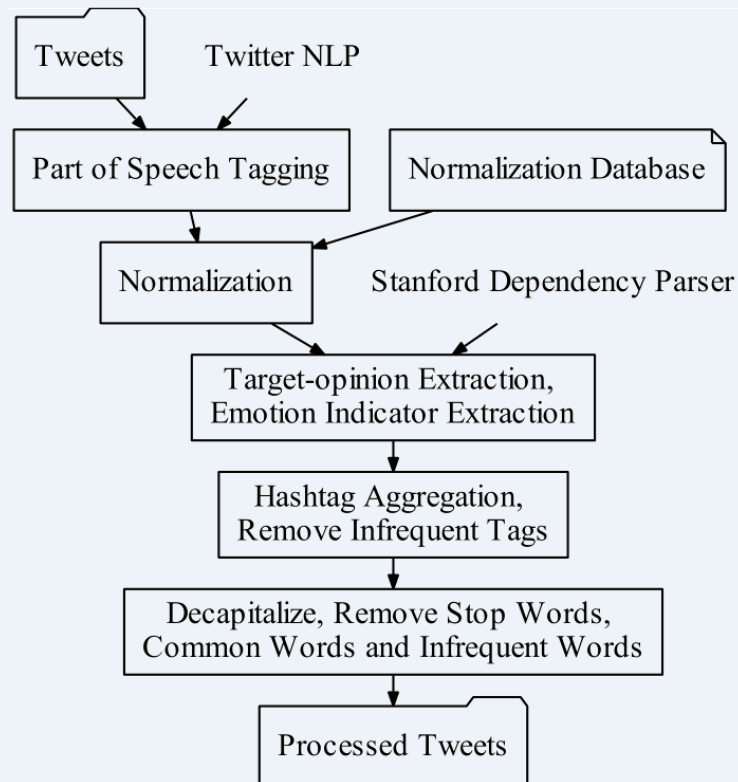 Tweets
Twitter NLP
Part of Speech Tagging
Normalization Database
Normalization
Stanford Dependency Parser
Target-opinion Extraction,
Emotion Indicator Extraction
Hashtag Aggregation,
Remove Infrequent Tags
Decapitalize, Remove Stop Words,
Common Words and Infrequent Words
Processed Tweets